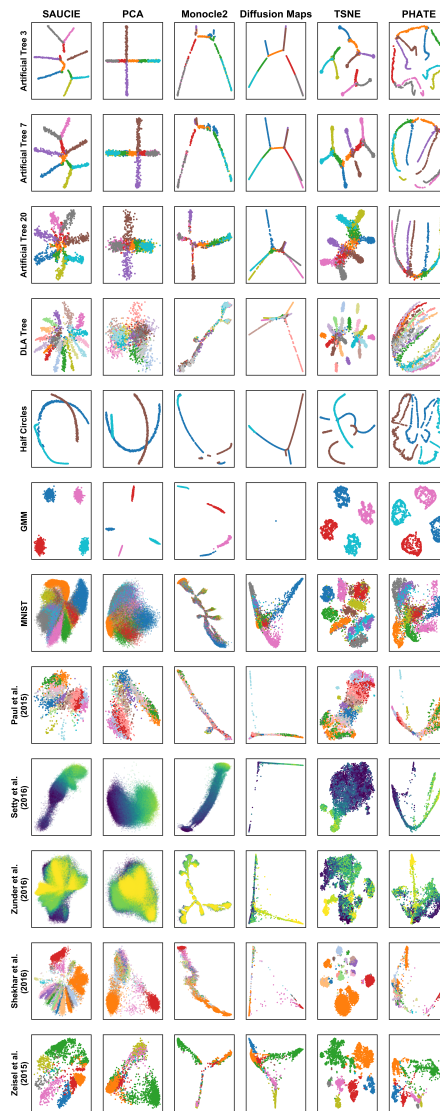 SAUCIE PCA Monocle2 Diffusion Maps TSNE PHATE
Artificial Tree 3
Artificial Tree 7
Artificial Tree 20
DLA Tree
Half Circles
GMM
MNIST
Paul et al.
(2015)
Setty et al.
(2016)
Zunder et al.
(2016)
Shekhar et al.
(2016)
Zeisel et al.
(2015)